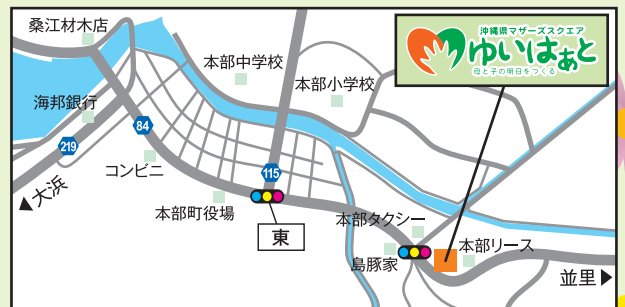 桑江材木店
沖縄県マザーズスクエア
ゆいはぁと
母と子の明日をつくる
本部中学校
本部小学校
海邦銀行
84
219
コンビニ
115
大浜
本部町役場
東
本部タクシー
本部リース
島豚家
並里